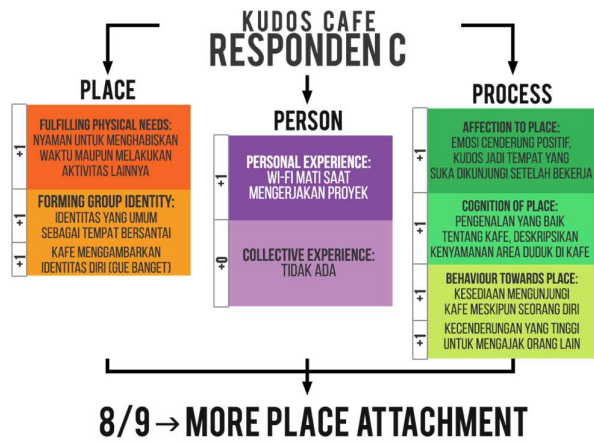 KUDOS CAFE
RESPONDEN C
PLACE
+1
FULFILLING PHYSICAL NEEDS:
NYAMAN UNTUK MENGHABISKAN
WAKTU MAUPUN MELAKUKAN
AKTIVITAS LAINNYA
+1
FORMING GROUP IDENTITY:
IDENTITAS YANG UMUM
SEBAGAI TEMPAT BERSANTAI
+1
KAFE MENGGAMBARKAN
IDENTITAS DIRI (GUE BANGET)
PERSON
+1
PERSONAL EXPERIENCE:
WI-FI MATI SAAT
MENGERJAKAN PROYEK
+0
COLLECTIVE EXPERIENCE:
TIDAK ADA
PROCESS
+1
AFFECTION TO PLACE:
EMOSI CENDERUNG POSITIF,
KUDOS JADI TEMPAT YANG
SUKA DIKUNJUNGI SETELAH BEKERJA
+1
COGNITION OF PLACE:
PENGENALAN YANG BAIK
TENTANG KAFE, DESKRIPSIKAN
KENYAMANAN AREA DUDUK DI KAFE
+1
BEHAVIOUR TOWARDS PLACE:
KESEDIAAN MENGUNJUNGI
KAFE MESKIPUN SEORANG DIRI
+1
KECENDERUNGAN YANG TINGGI
UNTUK MENGAJAK ORANG LAIN
8/9 → MORE PLACE ATTACHMENT